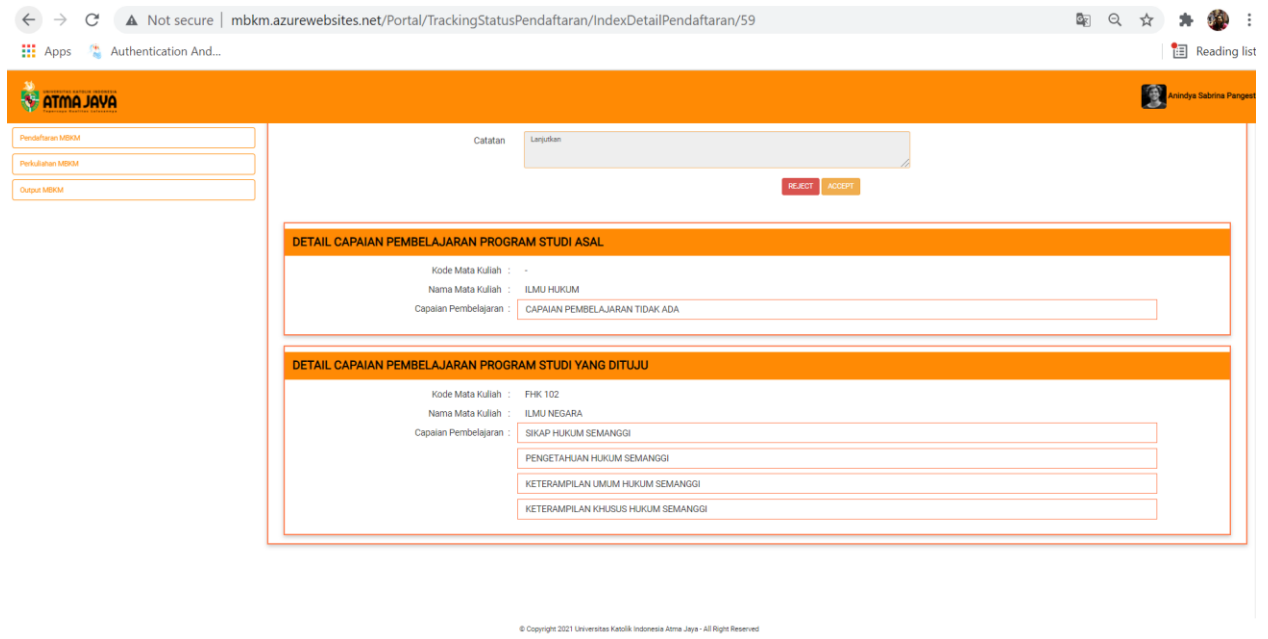 Not secure | mbkm.azurewebsites.net/Portal/TrackingStatusPendaftaran/IndexDetailPendaftaran/59
Apps Authentication And... Reading list
UNIVERSITAS KATOLIK INDONESIA
ATMA JAYA
Anindya Sabrina Pangest
Pendaftaran MBKM
Perkuliahan MBKM
Output MBKM
Catatan Lanjutkan
REJECT ACCEPT
DETAIL CAPAIAN PEMBELAJARAN PROGRAM STUDI ASAL
Kode Mata Kuliah : -
Nama Mata Kuliah : ILMU HUKUM
Capaian Pembelajaran : CAPAIAN PEMBELAJARAN TIDAK ADA
DETAIL CAPAIAN PEMBELAJARAN PROGRAM STUDI YANG DITUJU
Kode Mata Kuliah : FHK 102
Nama Mata Kuliah : ILMU NEGARA
Capaian Pembelajaran : SIKAP HUKUM SEMANGGI
PENGETAHUAN HUKUM SEMANGGI
KETERAMPILAN UMUM HUKUM SEMANGGI
KETERAMPILAN KHUSUS HUKUM SEMANGGI
© Copyright 2021 Universitas Katolik Indonesia Atma Jaya - All Right Reserved